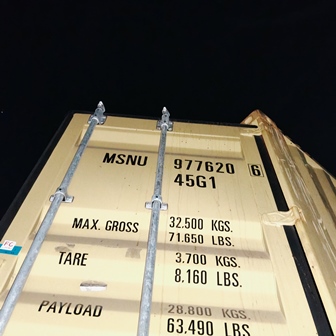 MSNU 977620 6
45G1
MAX. GROSS 32.500 KGS.
71.650 LBS.
TARE 3.700 KGS.
8.160 LBS.
PAYLOAD 28.800 KGS.
63.490 LBS.